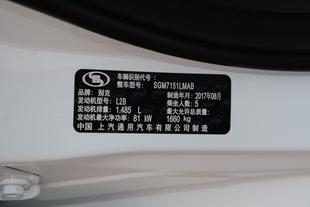 车辆识别代号：
整车型号： SGM7151LMAB
品牌：别克 制造年月：2017年08月
发动机型号：L2B 乘坐人数：5
发动机排量：1.485 L 最大允许总质量：
发动机最大净功率：81 kW 1660 kg
中国 上汽通用汽车有限公司制造